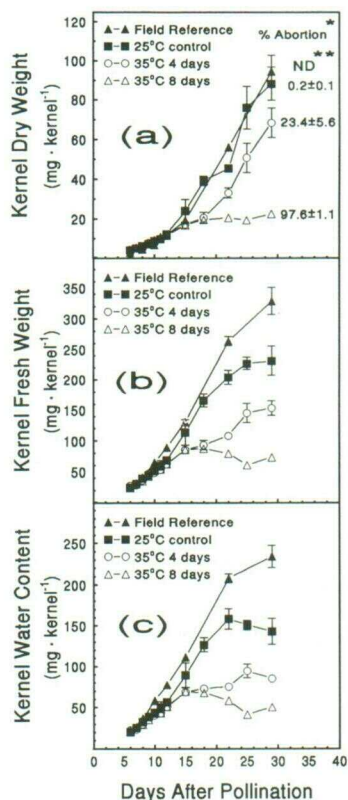 120
100
80
60
40
20
Kernel Dry Weight
(mg · kernel⁻¹)
Field Reference
25°C control
35°C 4 days
35°C 8 days
% Abortion *
ND **
0.2±0.1
23.4±5.6
97.6±1.1
(a)
350
300
250
200
150
100
50
Kernel Fresh Weight
(mg · kernel⁻¹)
Field Reference
25°C control
35°C 4 days
35°C 8 days
(b)
250
200
150
100
50
Kernel Water Content
(mg · kernel⁻¹)
Field Reference
25°C control
35°C 4 days
35°C 8 days
(c)
0 5 10 15 20 25 30 35 40
Days After Pollination